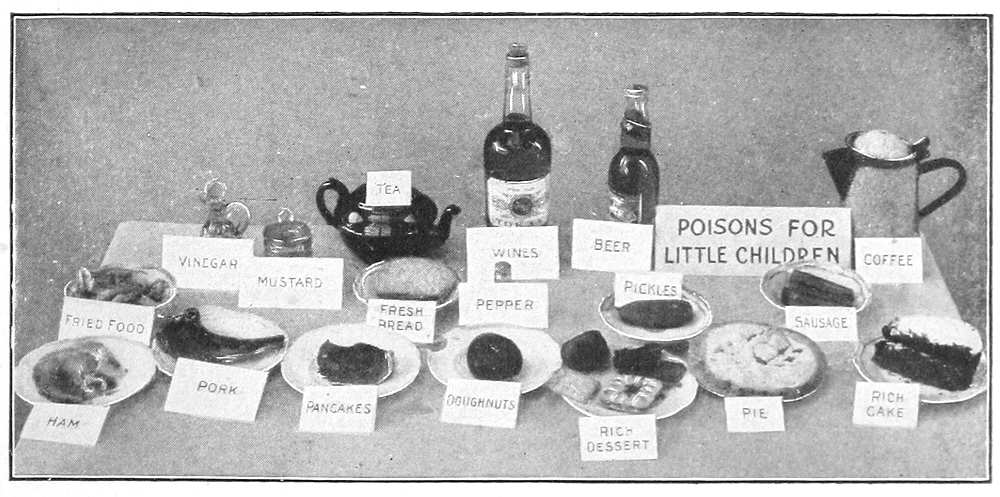 TEA
POISONS FOR
LITTLE CHILDREN
VINEGAR
MUSTARD
WINES
BEER
COFFEE
FRIED FOOD
FRESH
BREAD
PEPPER
PICKLES
SAUSAGE
HAM
PORK
PANCAKES
DOUGHNUTS
RICH
DESSERT
PIE
RICH
CAKE